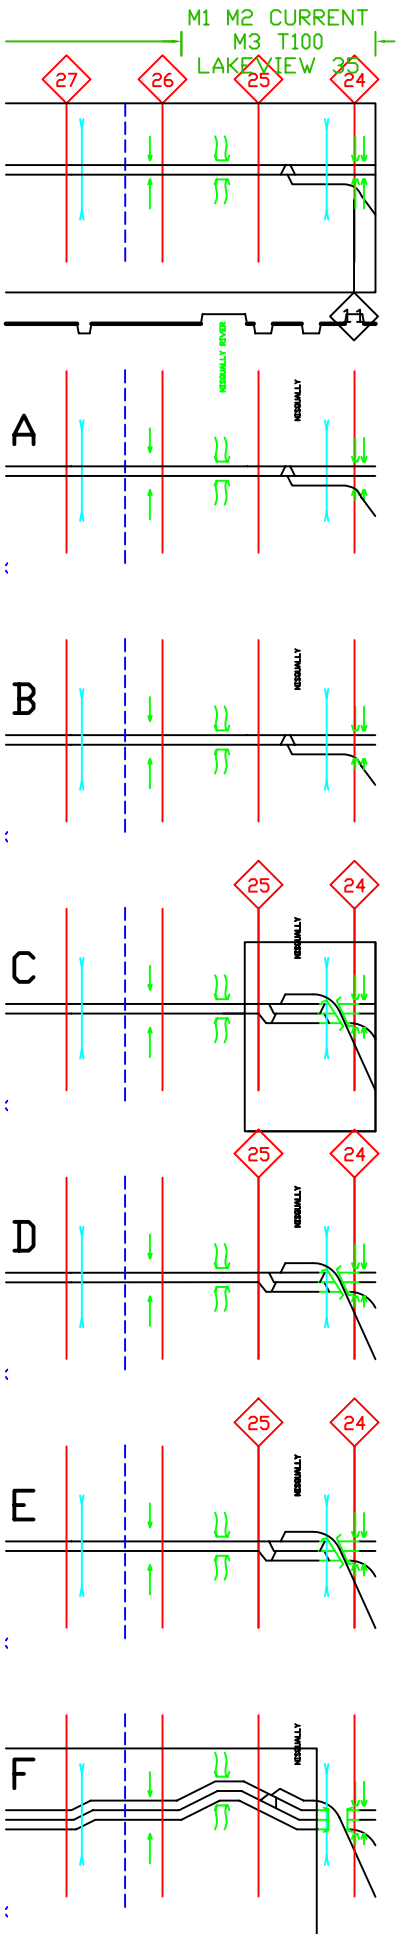 M1 M2 CURRENT
M3 T100
LAKEVIEW 35
27 26 25 24
11
NISQUALLY RIVER
NISQUALLY
A
NISQUALLY
B
25 24
NISQUALLY
C
25 24
NISQUALLY
D
25 24
NISQUALLY
E
NISQUALLY
F